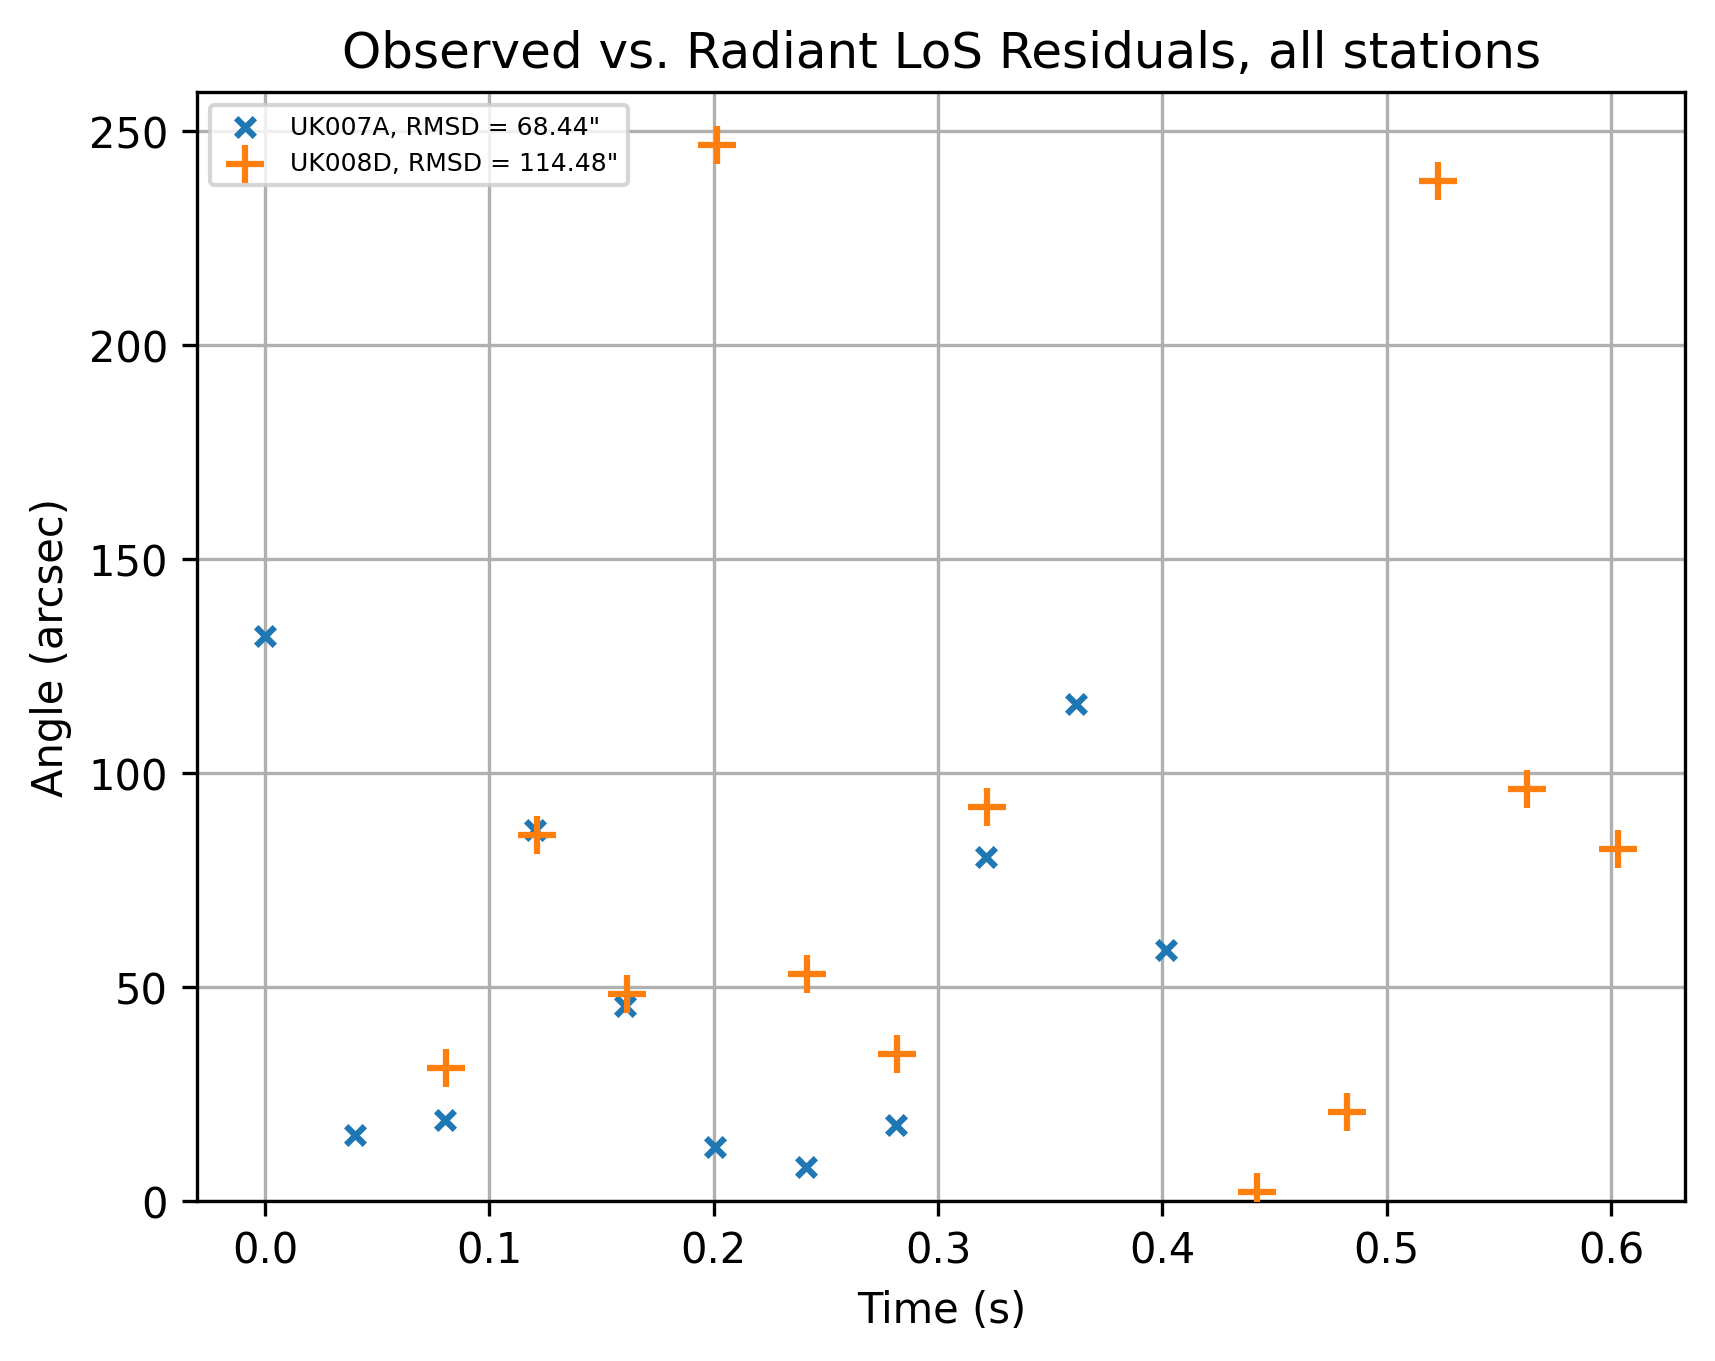 Observed vs. Radiant LoS Residuals, all stations
UK007A, RMSD = 68.44"
UK008D, RMSD = 114.48"
250
200
150
100
50
0
Angle (arcsec)
0.0 0.1 0.2 0.3 0.4 0.5 0.6
Time (s)